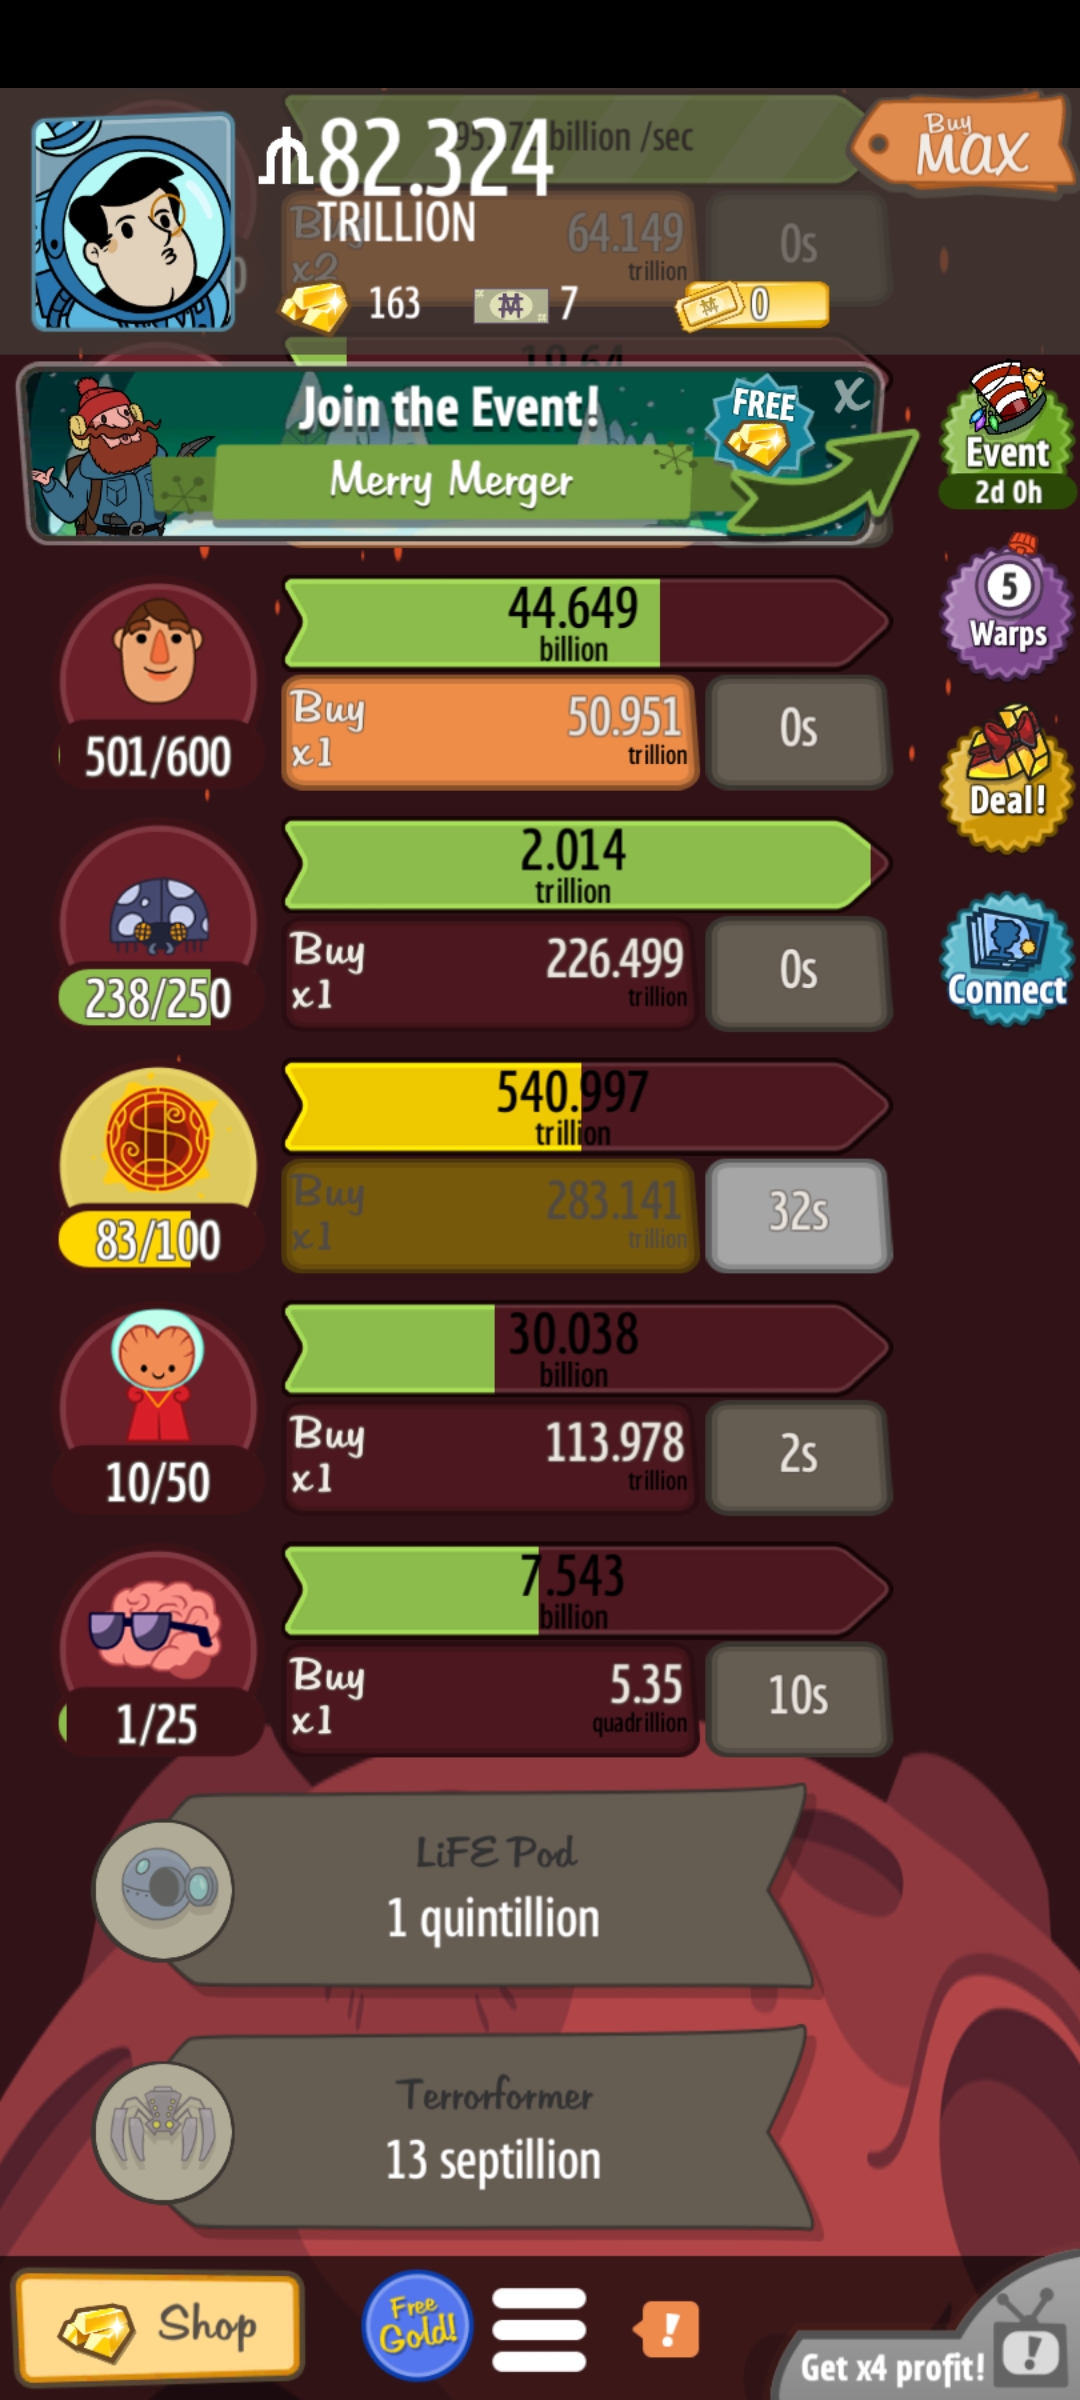 82.324
TRILLION
billion /sec
Buy
MAX
Buy
x2
64.149
trillion
0s
163
7
0
Join the Event!
FREE
X
Merry Merger
Event
2d 0h
44.649
billion
501/600
Buy
x1
50.951
trillion
0s
5
Warps
Deal!
2.014
trillion
238/250
Buy
x1
226.499
trillion
0s
Connect
540.997
trillion
83/100
Buy
x1
283.141
trillion
32s
30.038
billion
10/50
Buy
x1
113.978
trillion
2s
7.543
billion
1/25
Buy
x1
5.35
quadrillion
10s
LiFE Pod
1 quintillion
Terrorformer
13 septillion
Shop
Free
Gold!
!
Get x4 profit!
!